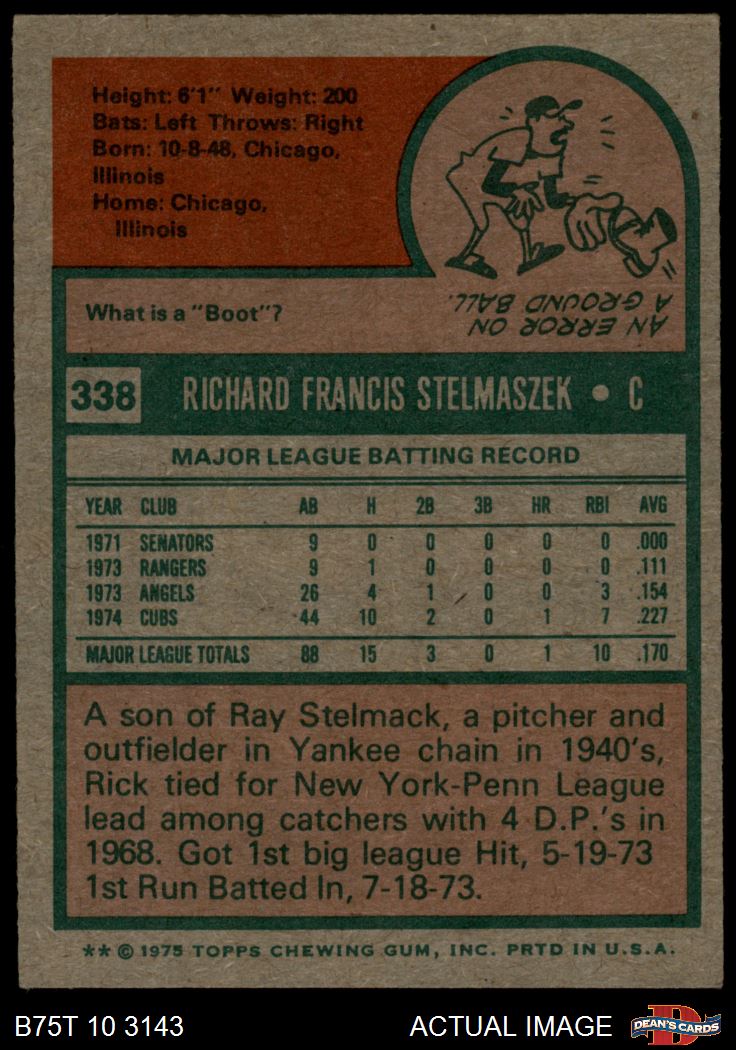 Height: 6'1" Weight: 200
Bats: Left Throws: Right
Born: 10-8-48, Chicago,
Illinois
Home: Chicago,
Illinois
What is a "Boot"?
AN ERROR ON
A GROUND BALL.
338 RICHARD FRANCIS STELMASZEK • C
MAJOR LEAGUE BATTING RECORD
YEAR CLUB AB H 2B 3B HR RBI AVG
1971 SENATORS 9 0 0 0 0 0 .000
1973 RANGERS 9 1 0 0 0 0 .111
1973 ANGELS 26 4 1 0 0 3 .154
1974 CUBS 44 10 2 0 1 7 .227
MAJOR LEAGUE TOTALS 88 15 3 0 1 10 .170
A son of Ray Stelmack, a pitcher and
outfielder in Yankee chain in 1940's,
Rick tied for New York-Penn League
lead among catchers with 4 D.P.'s in
1968. Got 1st big league Hit, 5-19-73
1st Run Batted In, 7-18-73.
** © 1975 TOPPS CHEWING GUM, INC. PRTD IN U.S.A.
B75T 10 3143 ACTUAL IMAGE D DEAN'S CARDS